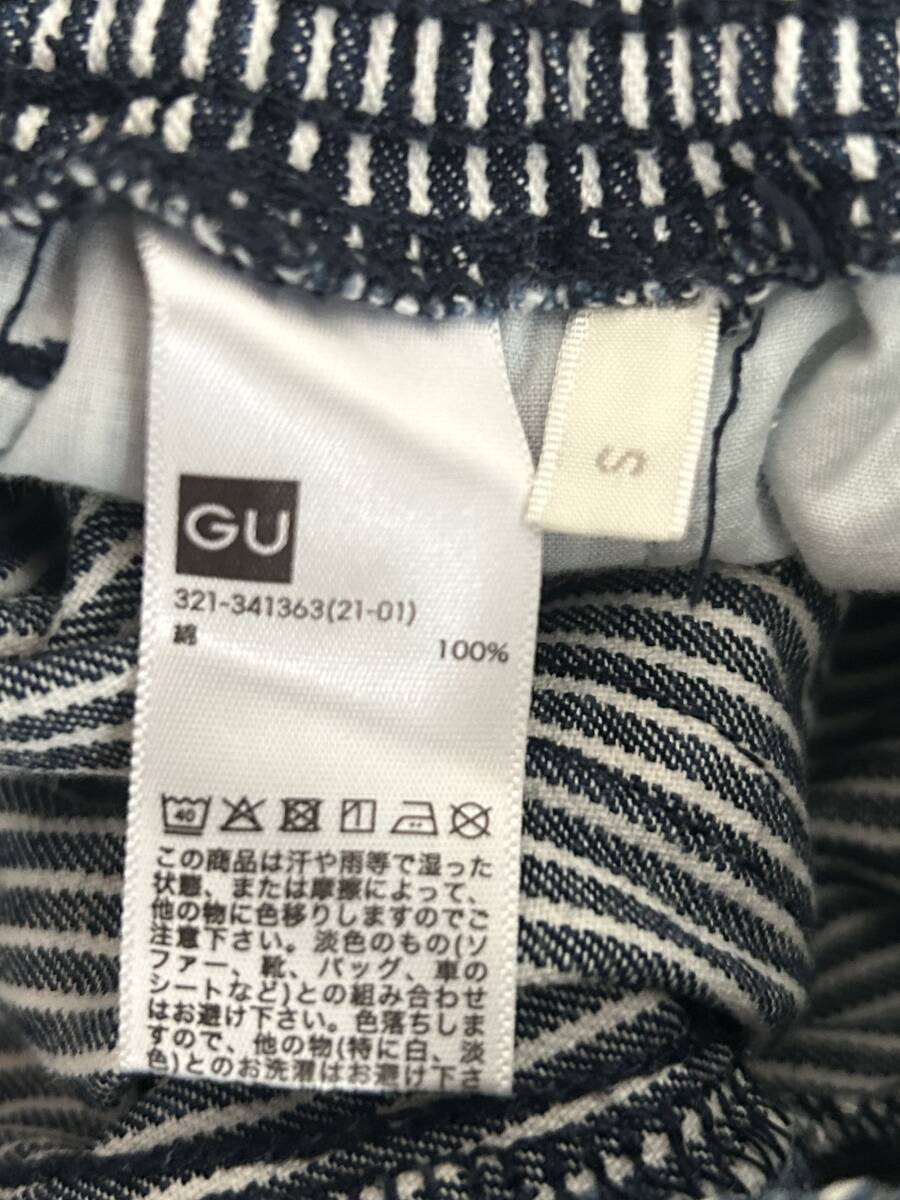 S
GU
321-341363(21-01)
綿 100%
40
この商品は汗や雨等で湿った
状態、または摩擦によって、
他の物に色移りしますのでご
注意下さい。淡色のもの(ソ
ファー、靴、バッグ、車の
シートなど)との組み合わせ
はお避け下さい。色落ちしま
すので、他の物(特に白、淡
色)とのお洗濯はお避け下さ